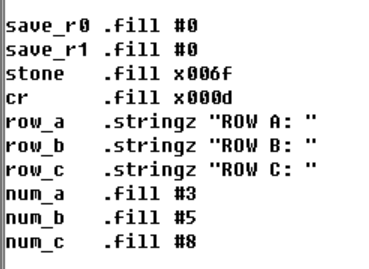 save_r0 .fill #0
save_r1 .fill #0
stone .fill x006f
cr .fill x000d
row_a .stringz "ROW A: "
row_b .stringz "ROW B: "
row_c .stringz "ROW C: "
num_a .fill #3
num_b .fill #5
num_c .fill #8